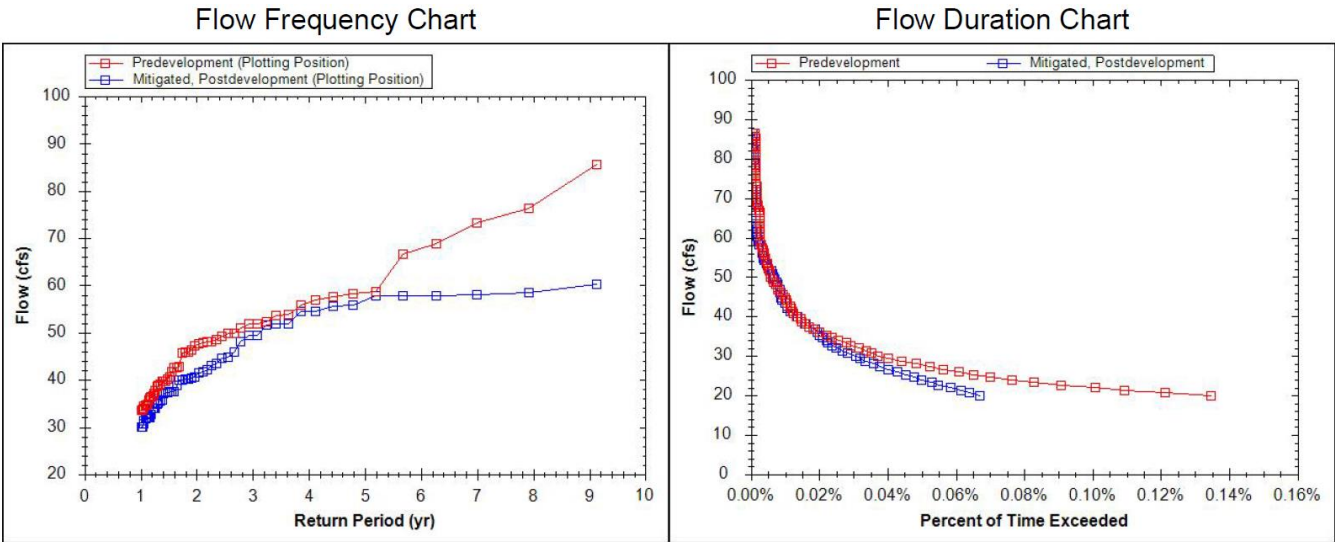 Flow Frequency Chart
Predevelopment (Plotting Position)
Mitigated, Postdevelopment (Plotting Position)
100
90
80
70
60
50
40
30
20
Flow (cfs)
0 1 2 3 4 5 6 7 8 9 10
Return Period (yr)
Flow Duration Chart
Predevelopment Mitigated, Postdevelopment
100
90
80
70
60
50
40
30
20
10
0
Flow (cfs)
0.00% 0.02% 0.04% 0.06% 0.08% 0.10% 0.12% 0.14% 0.16%
Percent of Time Exceeded